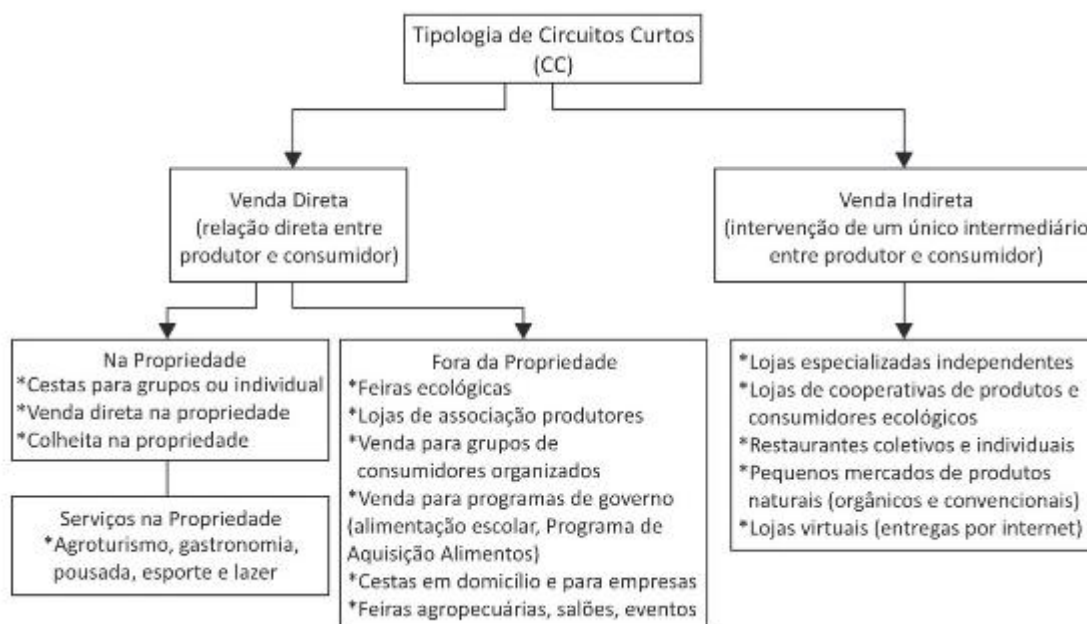 Tipologia de Circuitos Curtos
(CC)
Venda Direta
(relação direta entre
produtor e consumidor)
Venda Indireta
(intervenção de um único intermediário
entre produtor e consumidor)
Na Propriedade
*Cestas para grupos ou individual
*Venda direta na propriedade
*Colheita na propriedade
Serviços na Propriedade
*Agroturismo, gastronomia,
pousada, esporte e lazer
Fora da Propriedade
*Feiras ecológicas
*Lojas de associação produtores
*Venda para grupos de
consumidores organizados
*Venda para programas de governo
(alimentação escolar, Programa de
Aquisição Alimentos)
*Cestas em domicílio e para empresas
*Feiras agropecuárias, salões, eventos
*Lojas especializadas independentes
*Lojas de cooperativas de produtos e
consumidores ecológicos
*Restaurantes coletivos e individuais
*Pequenos mercados de produtos
naturais (orgânicos e convencionais)
*Lojas virtuais (entregas por internet)